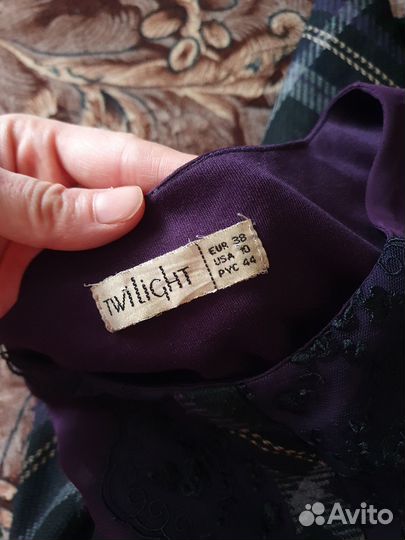 TWILIGHT
EUR 38
USA 10
РУС 44
Avito